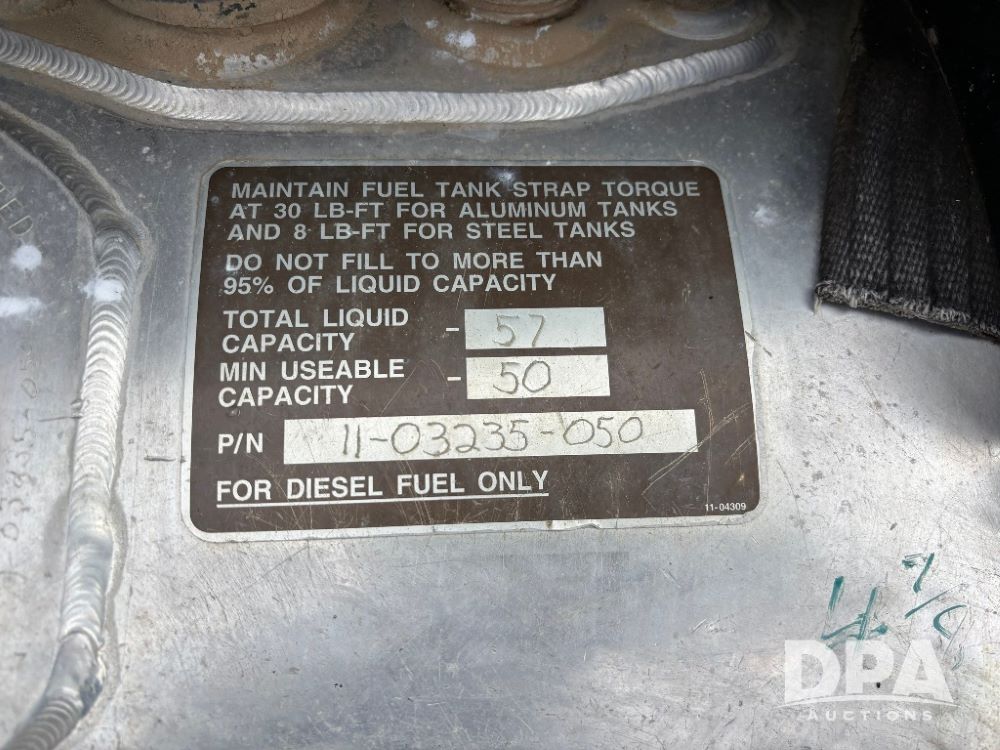 MAINTAIN FUEL TANK STRAP TORQUE
AT 30 LB-FT FOR ALUMINUM TANKS
AND 8 LB-FT FOR STEEL TANKS
DO NOT FILL TO MORE THAN
95% OF LIQUID CAPACITY
TOTAL LIQUID
CAPACITY - 57
MIN USEABLE
CAPACITY - 50
P/N 11-03235-050
FOR DIESEL FUEL ONLY
11-04309
DPA
AUCTIONS